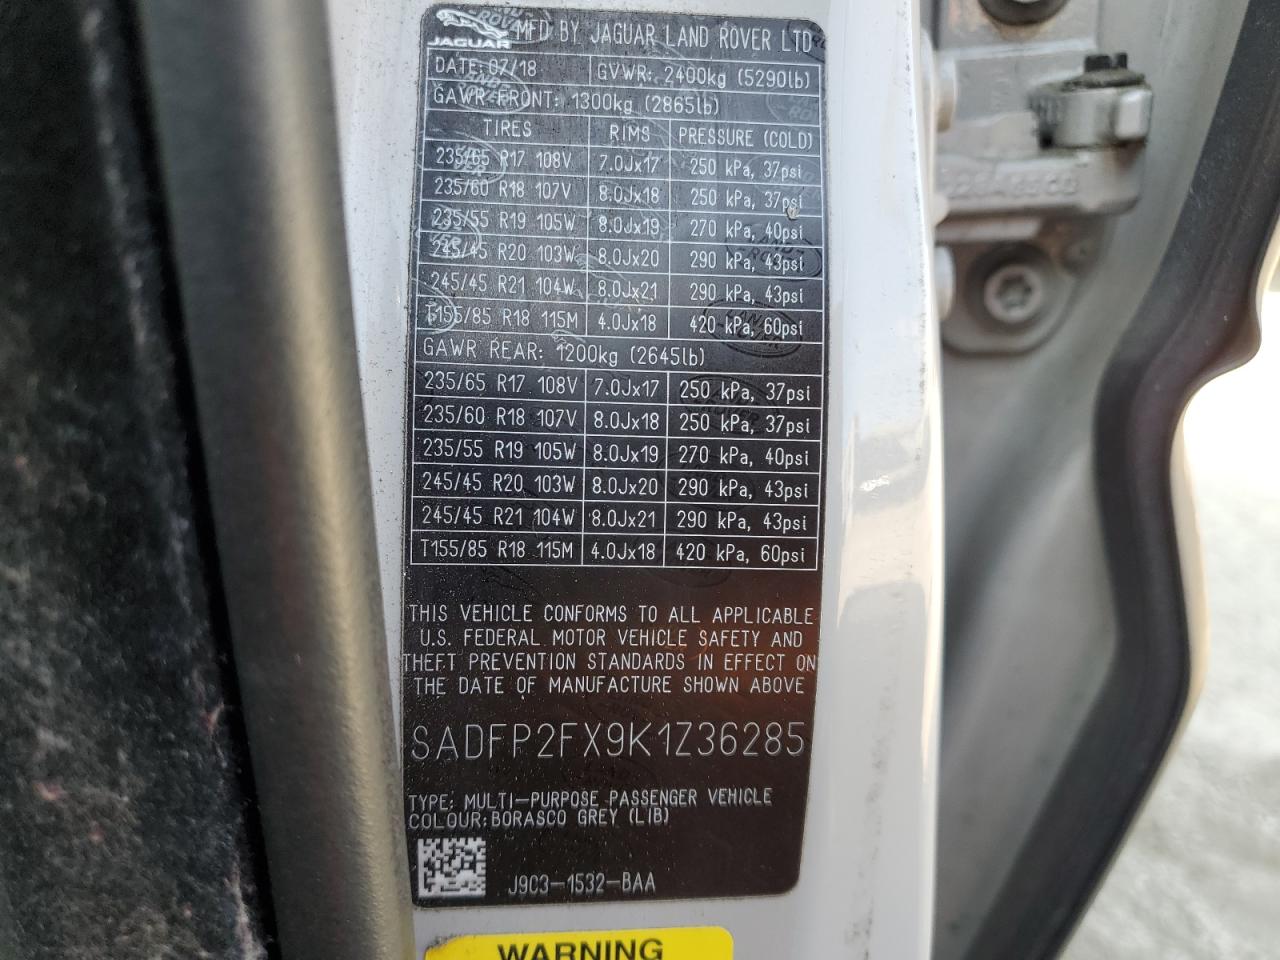 JAGUAR MFD BY JAGUAR LAND ROVER LTD
DATE: 07/18 GVWR: 2400kg (5290lb)
GAWR FRONT: 1300kg (2865lb)
TIRES RIMS PRESSURE (COLD)
235/65 R17 108V 7.0Jx17 250 kPa, 37psi
235/60 R18 107V 8.0Jx18 250 kPa, 37psi
235/55 R19 105W 8.0Jx19 270 kPa, 40psi
245/45 R20 103W 8.0Jx20 290 kPa, 43psi
245/45 R21 104W 8.0Jx21 290 kPa, 43psi
T155/85 R18 115M 4.0Jx18 420 kPa, 60psi
GAWR REAR: 1200kg (2645lb)
235/65 R17 108V 7.0Jx17 250 kPa, 37psi
235/60 R18 107V 8.0Jx18 250 kPa, 37psi
235/55 R19 105W 8.0Jx19 270 kPa, 40psi
245/45 R20 103W 8.0Jx20 290 kPa, 43psi
245/45 R21 104W 8.0Jx21 290 kPa, 43psi
T155/85 R18 115M 4.0Jx18 420 kPa, 60psi
THIS VEHICLE CONFORMS TO ALL APPLICABLE
U.S. FEDERAL MOTOR VEHICLE SAFETY AND
THEFT PREVENTION STANDARDS IN EFFECT ON
THE DATE OF MANUFACTURE SHOWN ABOVE
SADFP2FX9K1Z36285
TYPE: MULTI-PURPOSE PASSENGER VEHICLE
COLOUR:BORASCO GREY (LIB)
J9C3-1532-BAA
WARNING